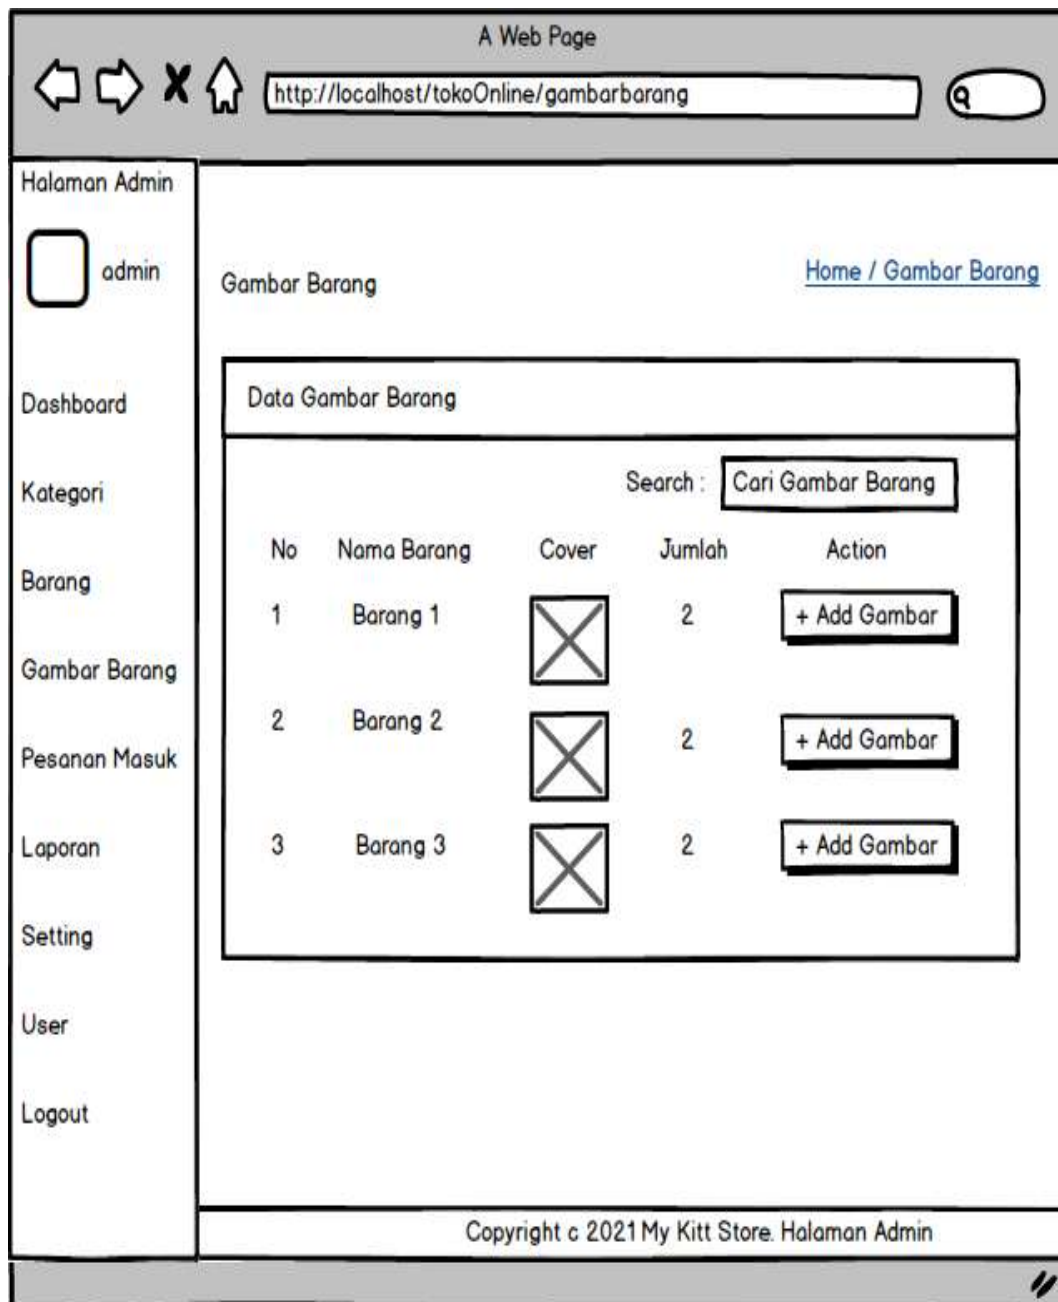 A Web Page
http://localhost/tokoOnline/gambarbarang
Halaman Admin
admin
Dashboard
Kategori
Barang
Gambar Barang
Pesanan Masuk
Laporan
Setting
User
Logout
Gambar Barang
Home / Gambar Barang
Data Gambar Barang
Search : Cari Gambar Barang
No Nama Barang Cover Jumlah Action
1 Barang 1 2 + Add Gambar
2 Barang 2 2 + Add Gambar
3 Barang 3 2 + Add Gambar
Copyright c 2021 My Kitt Store. Halaman Admin